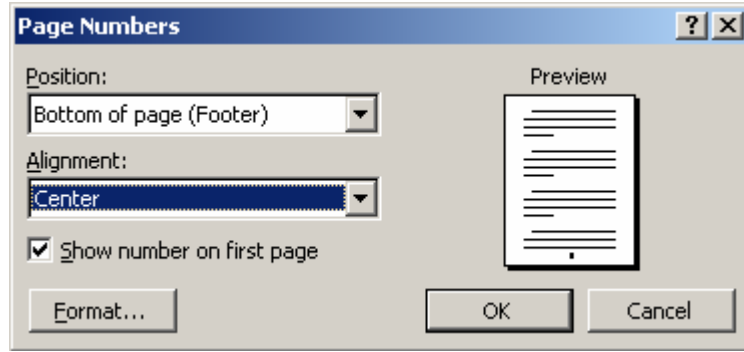 Page Numbers
Position:
Bottom of page (Footer)
Alignment:
Center
Show number on first page
Format...
Preview
OK
Cancel